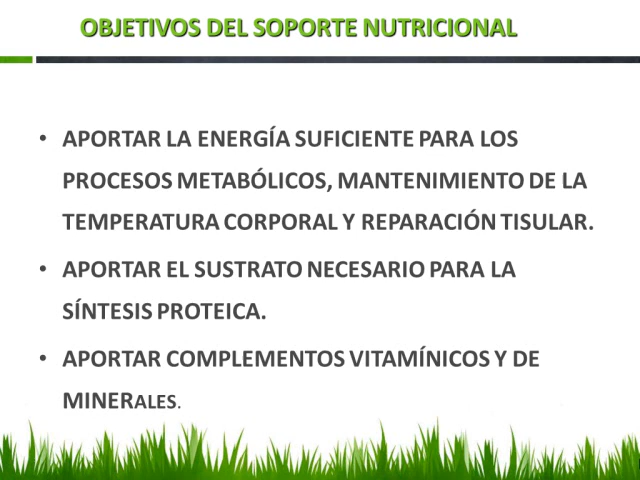 OBJETIVOS DEL SOPORTE NUTRICIONAL
• APORTAR LA ENERGÍA SUFICIENTE PARA LOS
PROCESOS METABÓLICOS, MANTENIMIENTO DE LA
TEMPERATURA CORPORAL Y REPARACIÓN TISULAR.
• APORTAR EL SUSTRATO NECESARIO PARA LA
SÍNTESIS PROTEICA.
• APORTAR COMPLEMENTOS VITAMÍNICOS Y DE
MINERALES.